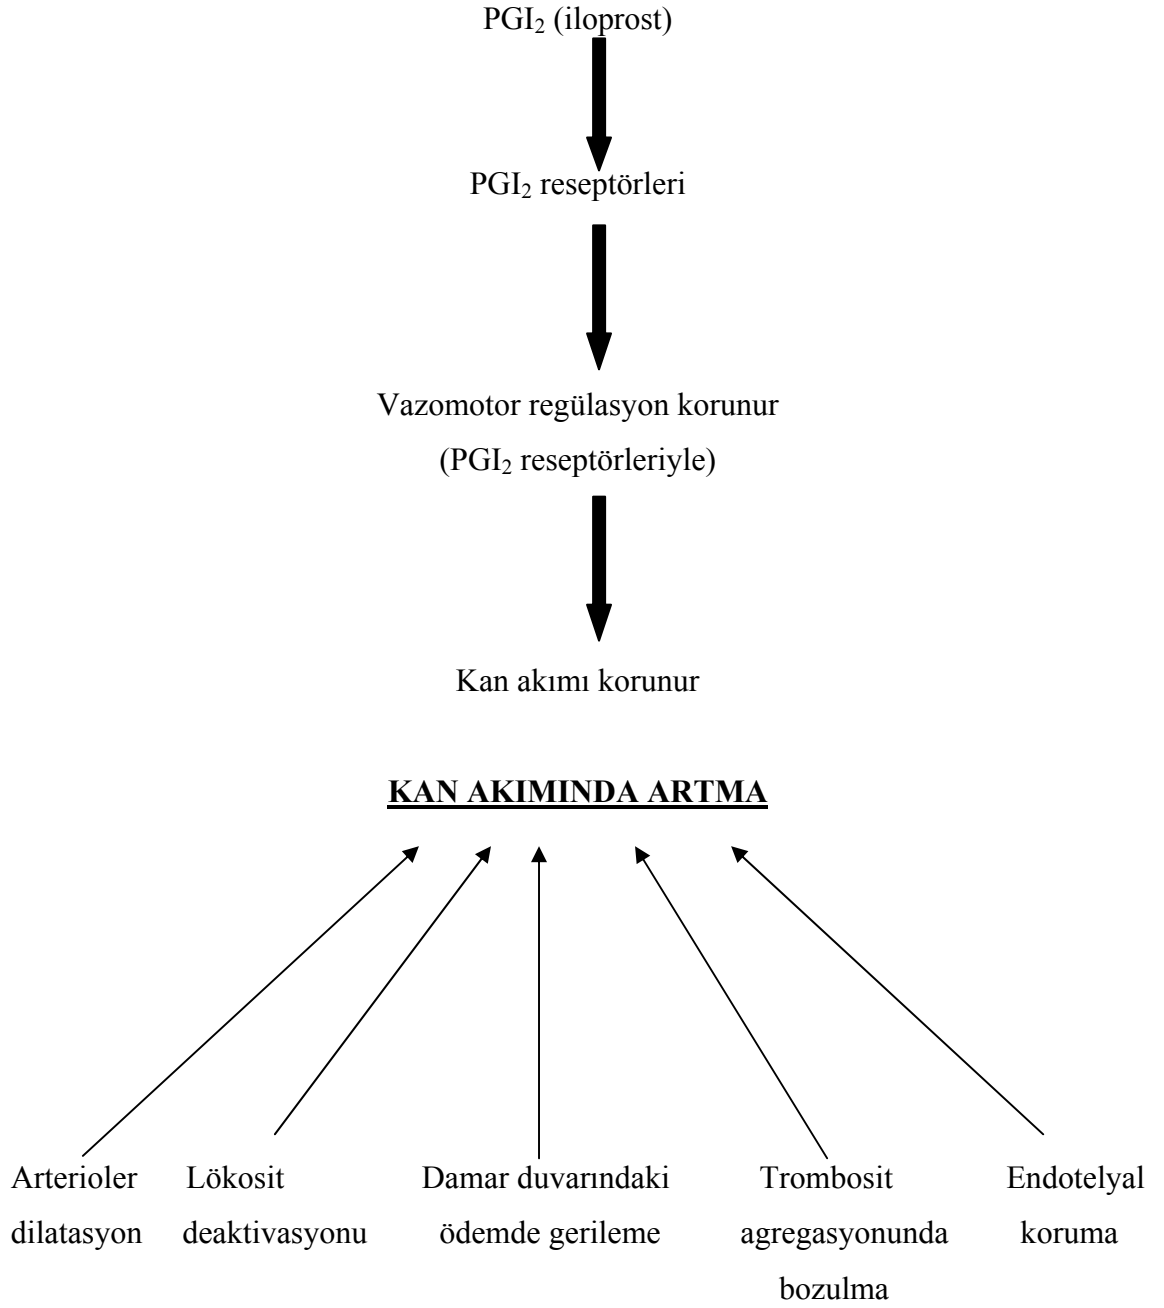 PGI₂ (iloprost)
PGI₂ reseptörleri
Vazomotor regülasyon korunur
(PGI₂ reseptörleriyle)
Kan akımı korunur
KAN AKIMINDA ARTMA
Arterioler
dilatasyon
Lökosit
deaktivasyonu
Damar duvarındaki
ödemde gerileme
Trombosit
agregasyonunda
bozulma
Endotelyal
koruma